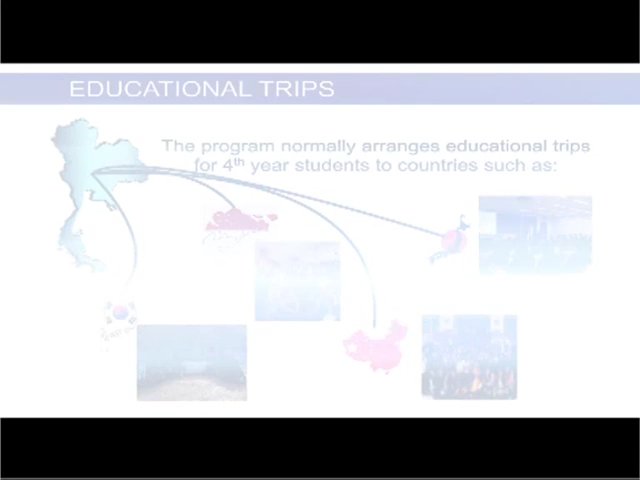 EDUCATIONAL TRIPS
The program normally arranges educational trips
for 4th year students to countries such as: